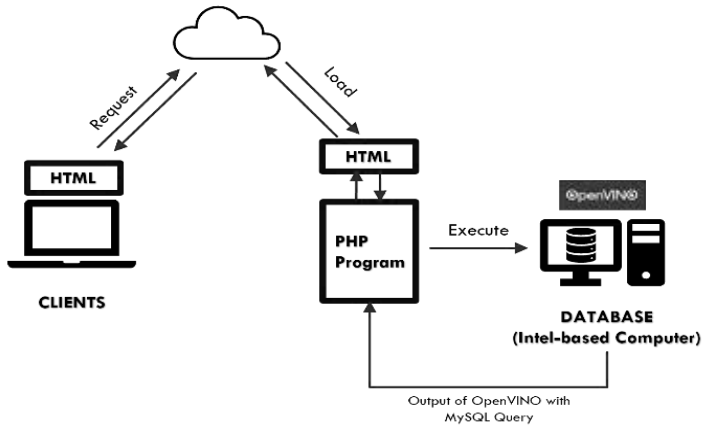 Request
Load
HTML
HTML
OpenVINO
PHP
Program
Execute
CLIENTS
DATABASE
(Intel-based Computer)
Output of OpenVINO with
MySQL Query